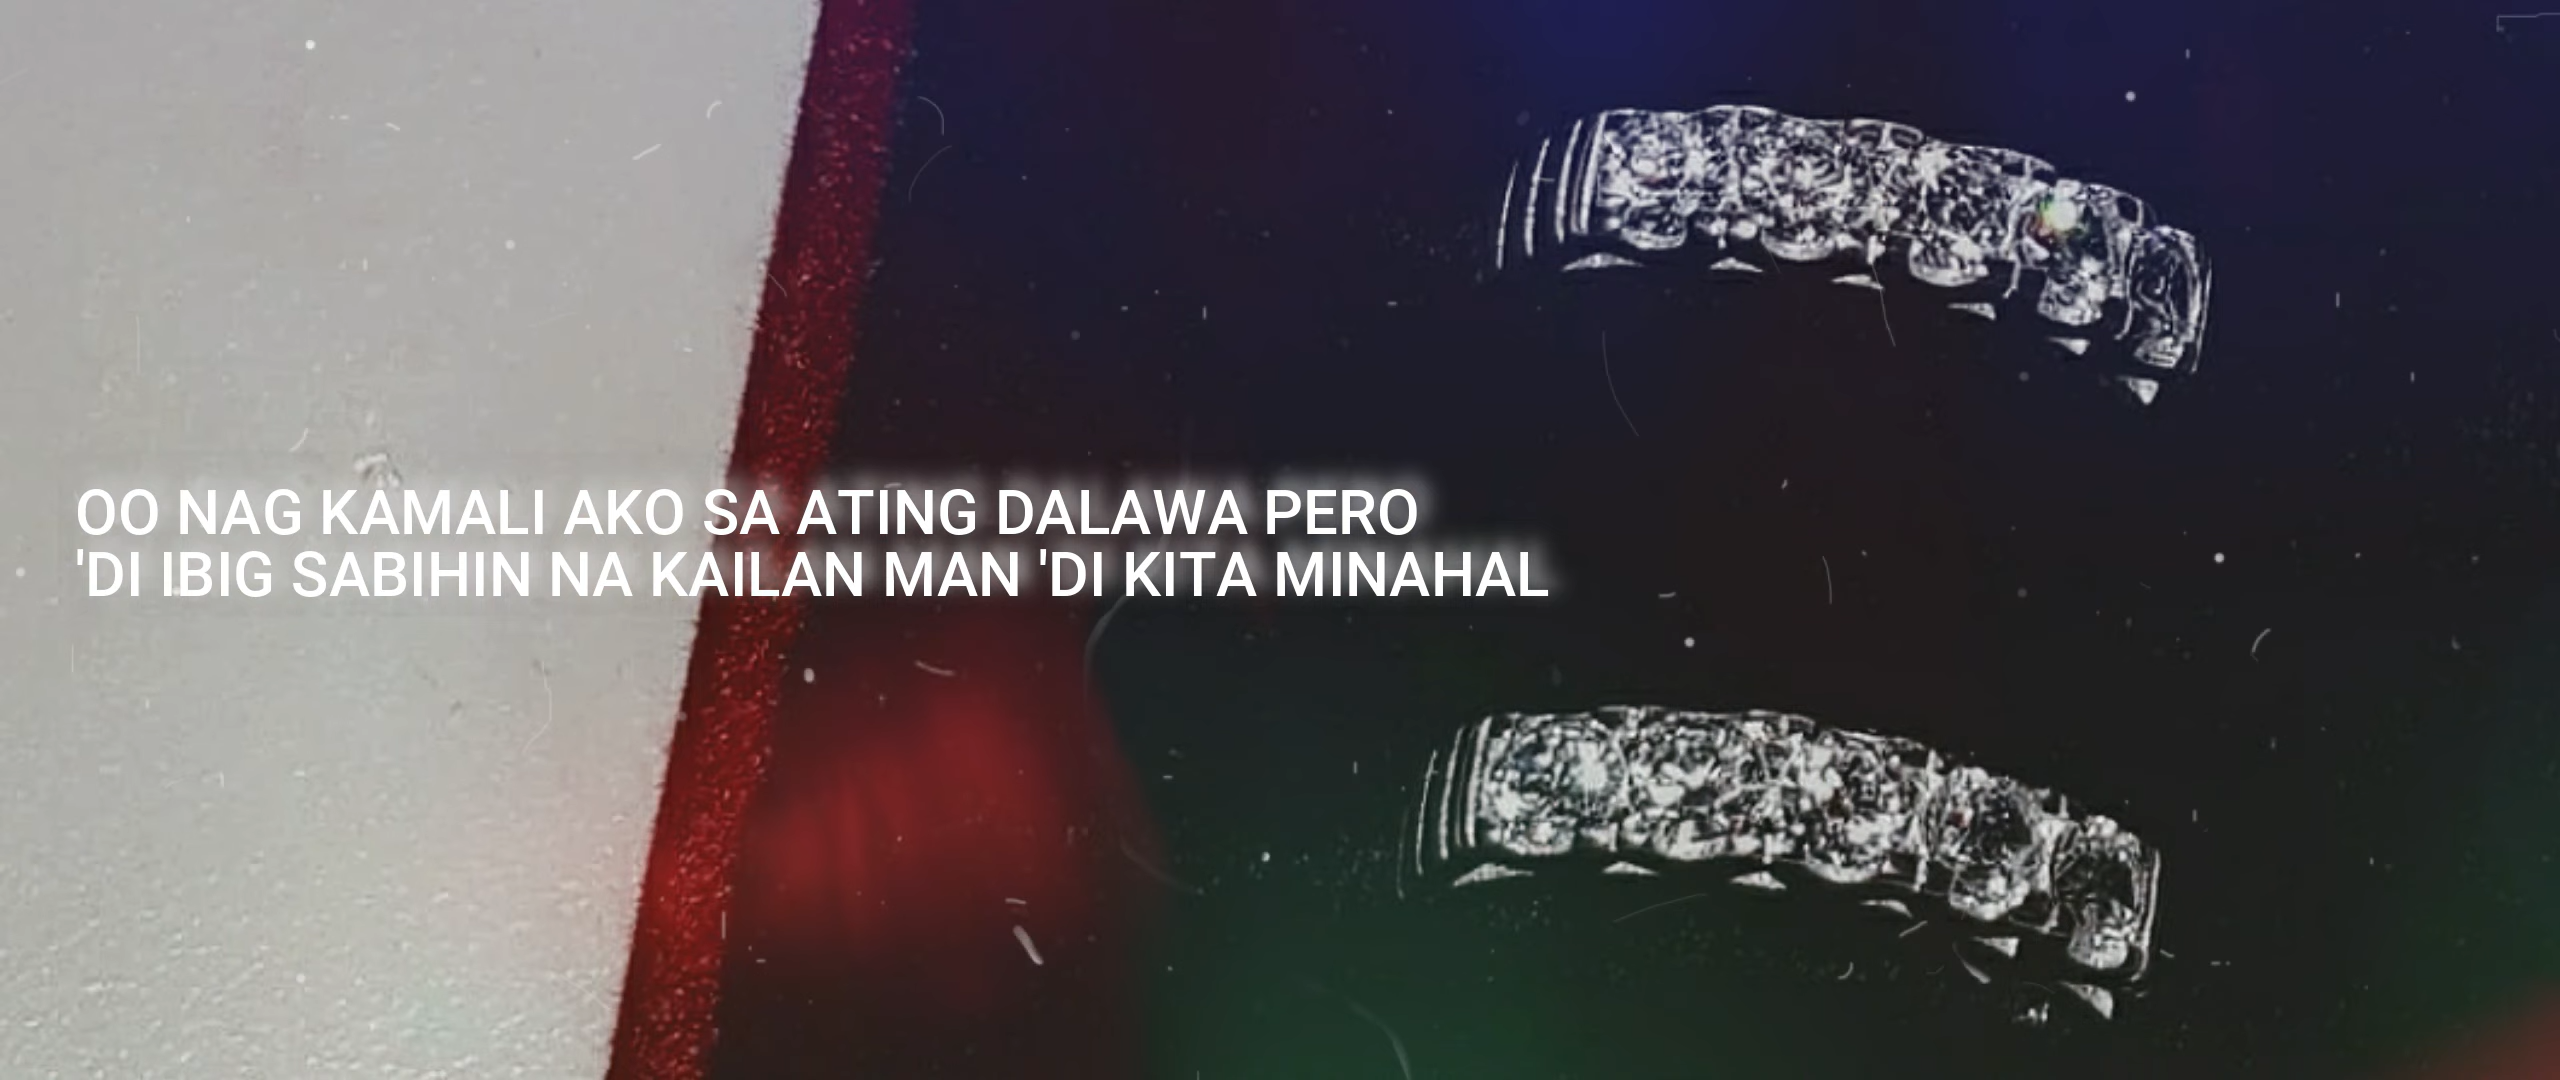 OO NAG KAMALI AKO SA ATING DALAWA PERO
'DI IBIG SABIHIN NA KAILAN MAN 'DI KITA MINAHAL